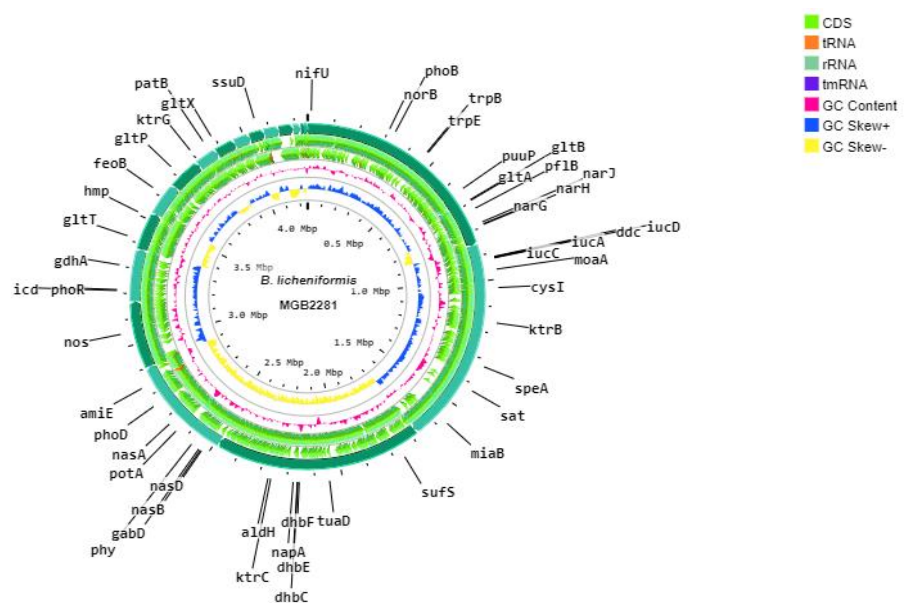 CDS
tRNA
rRNA
tmRNA
GC Content
GC Skew+
GC Skew-
nifU
phoB
norB
trpB
trpE
puuP
gltB
pflB
gltA
narJ
narH
narG
iucD
ddc
iucA
iucC
moaA
cysI
ktrB
speA
sat
miaB
sufS
tuaD
dhbF
napA
dhbE
dhbC
aldH
ktrC
phy
gabD
nasB
nasD
potA
nasA
phoD
amiE
nos
icd phoR
gdhA
gltT
hmp
feoB
gltP
ktrG
gltX
patB
ssuD
4.0 Mbp
0.5 Mbp
1.0 Mbp
1.5 Mbp
2.0 Mbp
2.5 Mbp
3.0 Mbp
3.5 Mbp
B. licheniformis
MGB2281